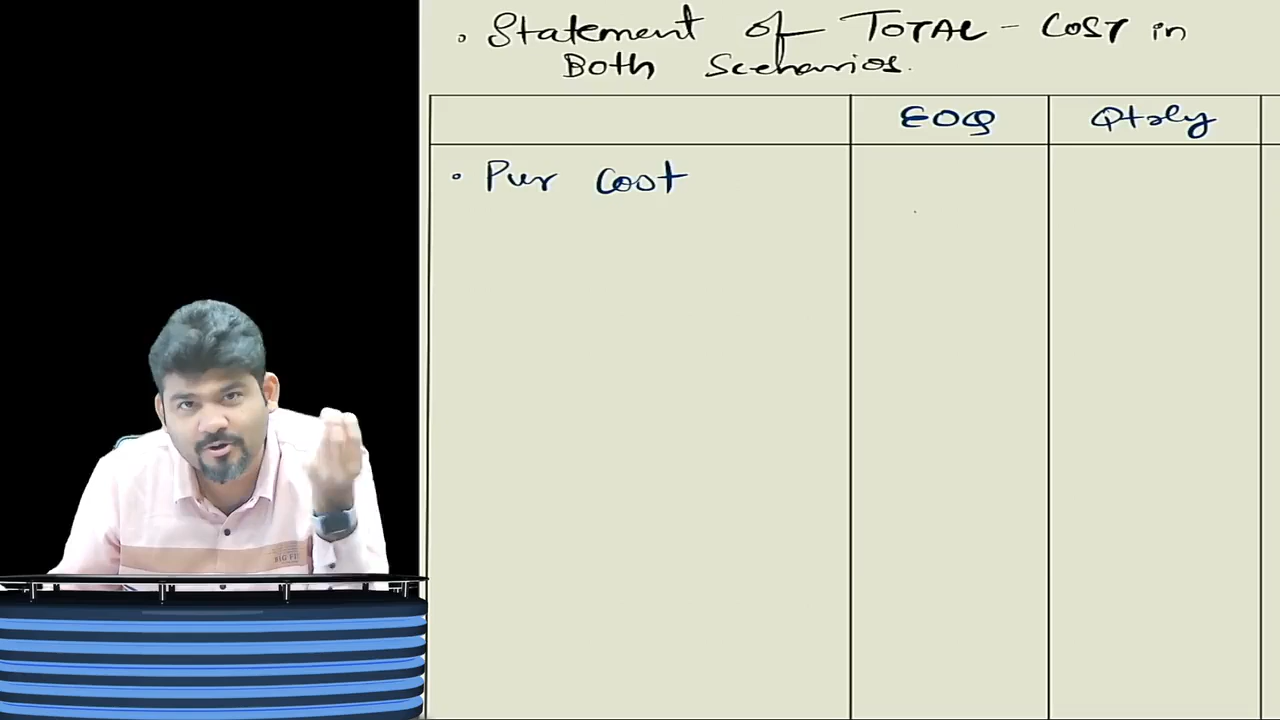 . Statement of TOTAL - COST in
Both Scenarios.
EOQ Qtrly
• Pur Cost